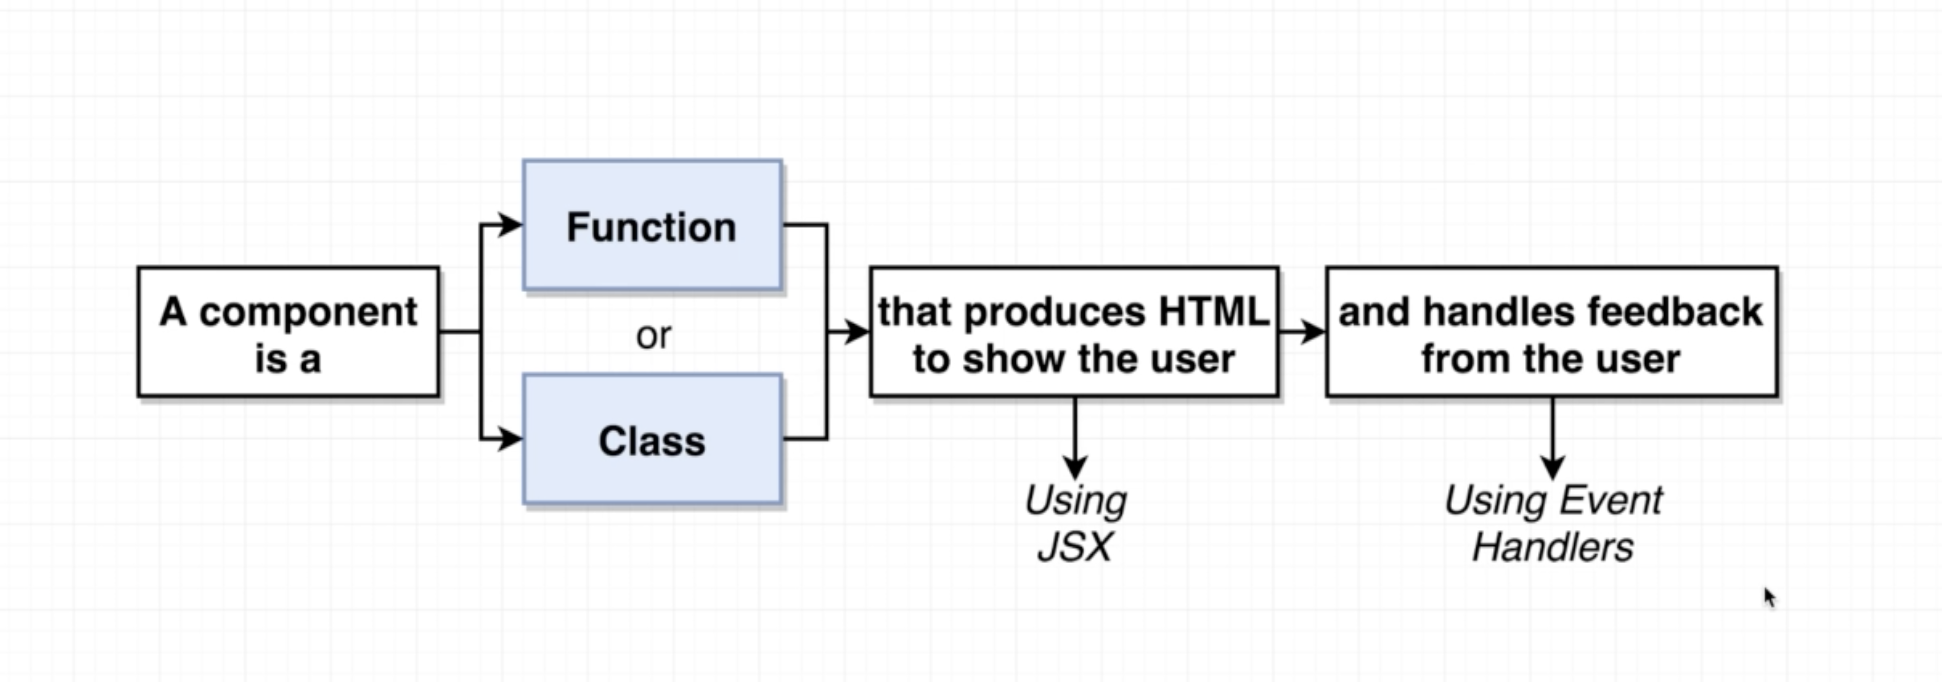 A component
is a
Function
or
Class
that produces HTML
to show the user
Using
JSX
and handles feedback
from the user
Using Event
Handlers